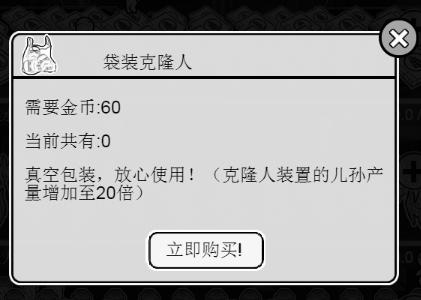 袋装克隆人
需要金币:60
当前共有:0
真空包装，放心使用！（克隆人装置的儿孙产
量增加至20倍）
立即购买!